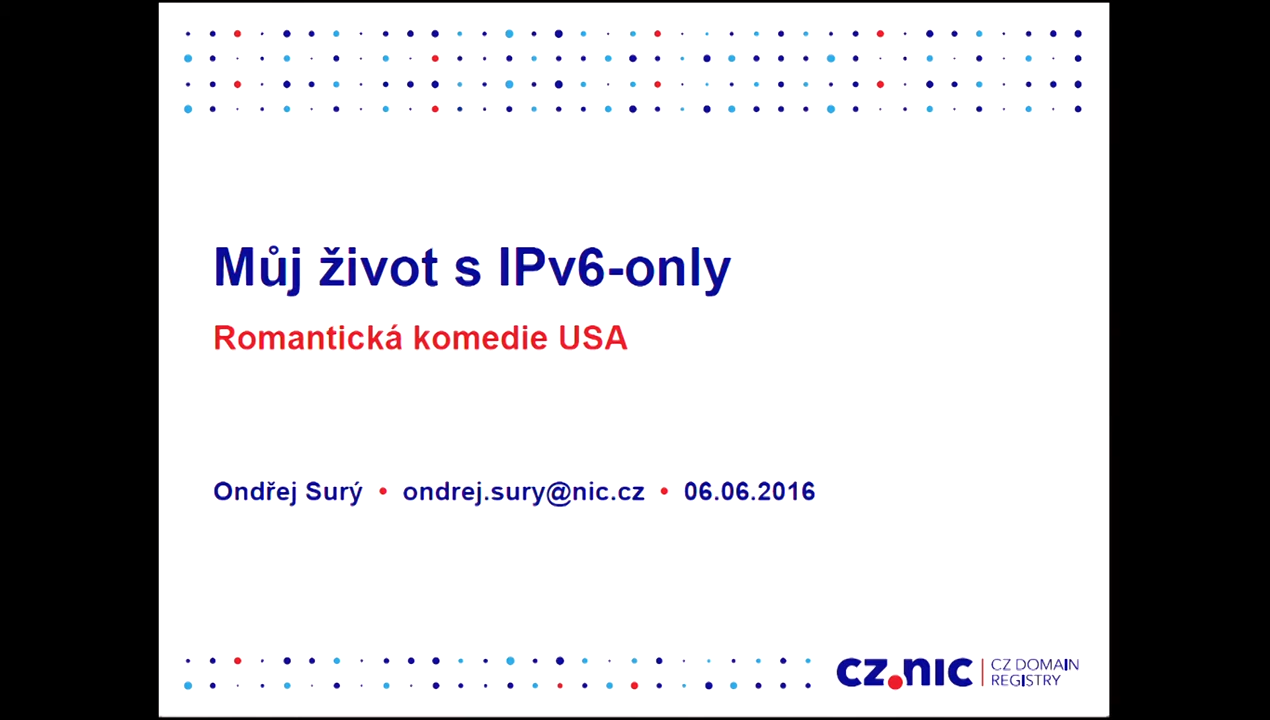 Můj život s IPv6-only
Romantická komedie USA
Ondřej Surý • ondrej.sury@nic.cz • 06.06.2016
cz.nic | CZ DOMAIN
REGISTRY